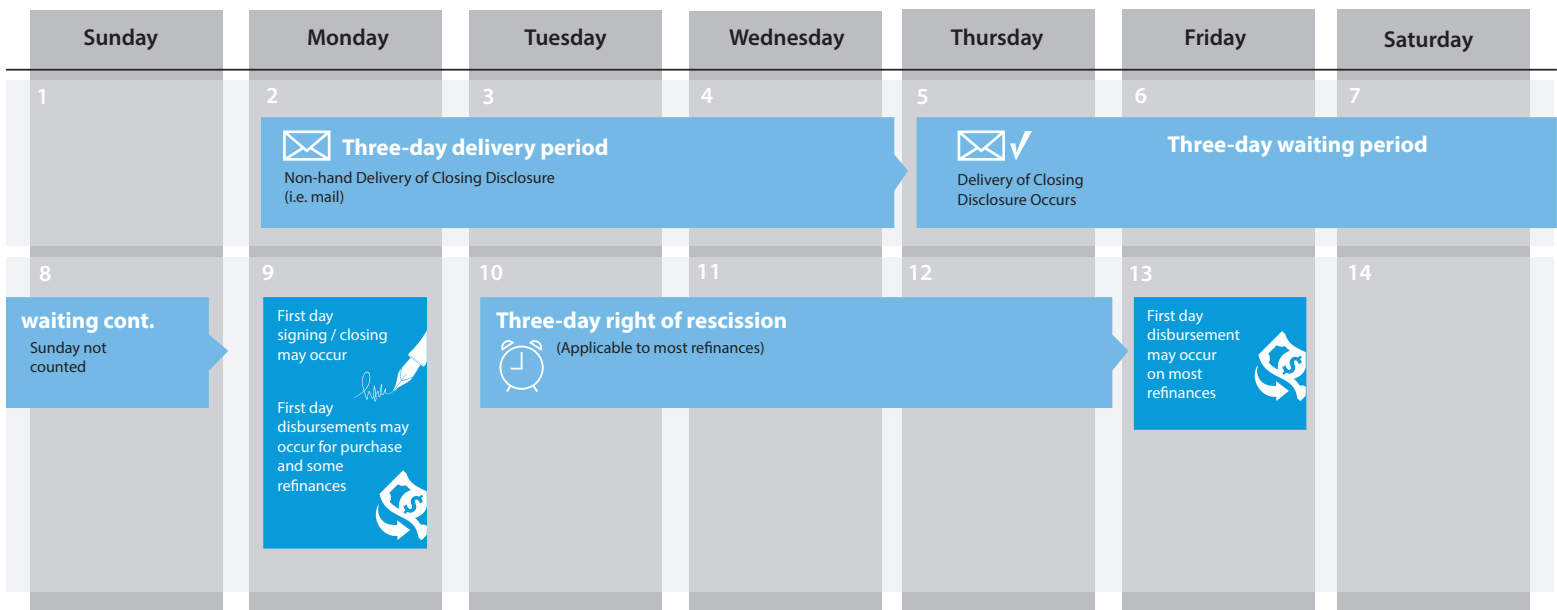 Sunday
Monday
Tuesday
Wednesday
Thursday
Friday
Saturday
1
2
3
4
5
6
7
Three-day delivery period
Non-hand Delivery of Closing Disclosure
(i.e. mail)
Delivery of Closing
Disclosure Occurs
Three-day waiting period
8
9
10
11
12
13
14
waiting cont.
Sunday not
counted
First day
signing / closing
may occur
First day
disbursements may
occur for purchase
and some
refinances
Three-day right of rescission
(Applicable to most refinances)
First day
disbursement
may occur
on most
refinances